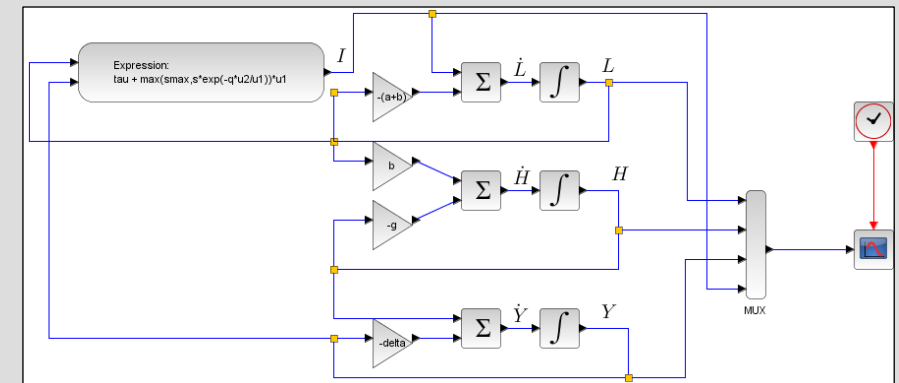 Expression:
tau + max(smax,s*exp(-q*u2/u1))*u1
I
-(a+b)
Σ
L̇
∫
L
b
-g
Σ
Ḣ
∫
H
-delta
Σ
Ẏ
∫
Y
MUX